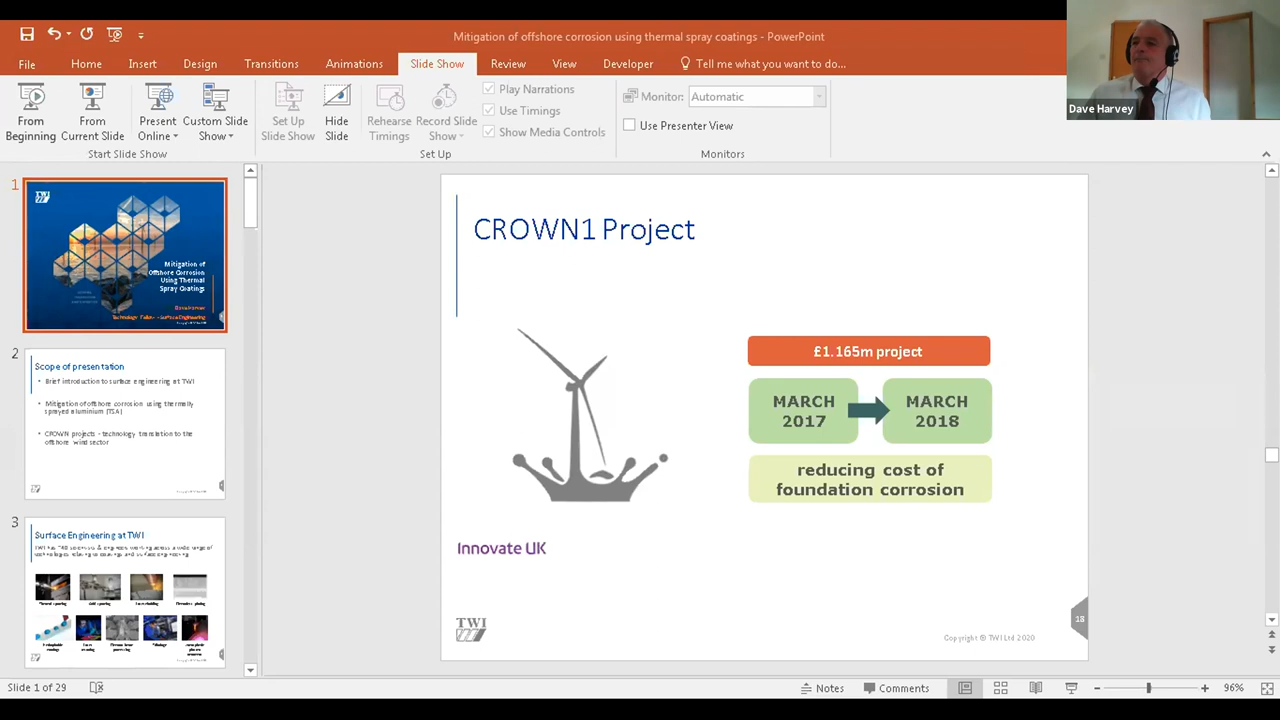 Mitigation of offshore corrosion using thermal spray coatings - PowerPoint
File Home Insert Design Transitions Animations Slide Show Review View Developer Tell me what you want to do...
Dave Harvey
From Beginning
From Current Slide
Present Online
Custom Slide Show
Start Slide Show
Set Up Slide Show
Hide Slide
Rehearse Timings
Record Slide Show
Play Narrations
Use Timings
Show Media Controls
Set Up
Monitor: Automatic
Use Presenter View
Monitors
1
TWI
Mitigation of
Offshore Corrosion
Using Thermal
Spray Coatings
2
Scope of presentation
• Brief introduction to surface engineering at TWI
• Mitigation of offshore corrosion using thermally
sprayed aluminium (TSA)
• CROWN projects - technology translation to the
offshore wind sector
3
Surface Engineering at TWI
CROWN1 Project
£1.165m project
MARCH
2017
MARCH
2018
reducing cost of
foundation corrosion
Innovate UK
TWI
Copyright © TWI Ltd 2020
18
Slide 1 of 29
Notes
Comments
96%